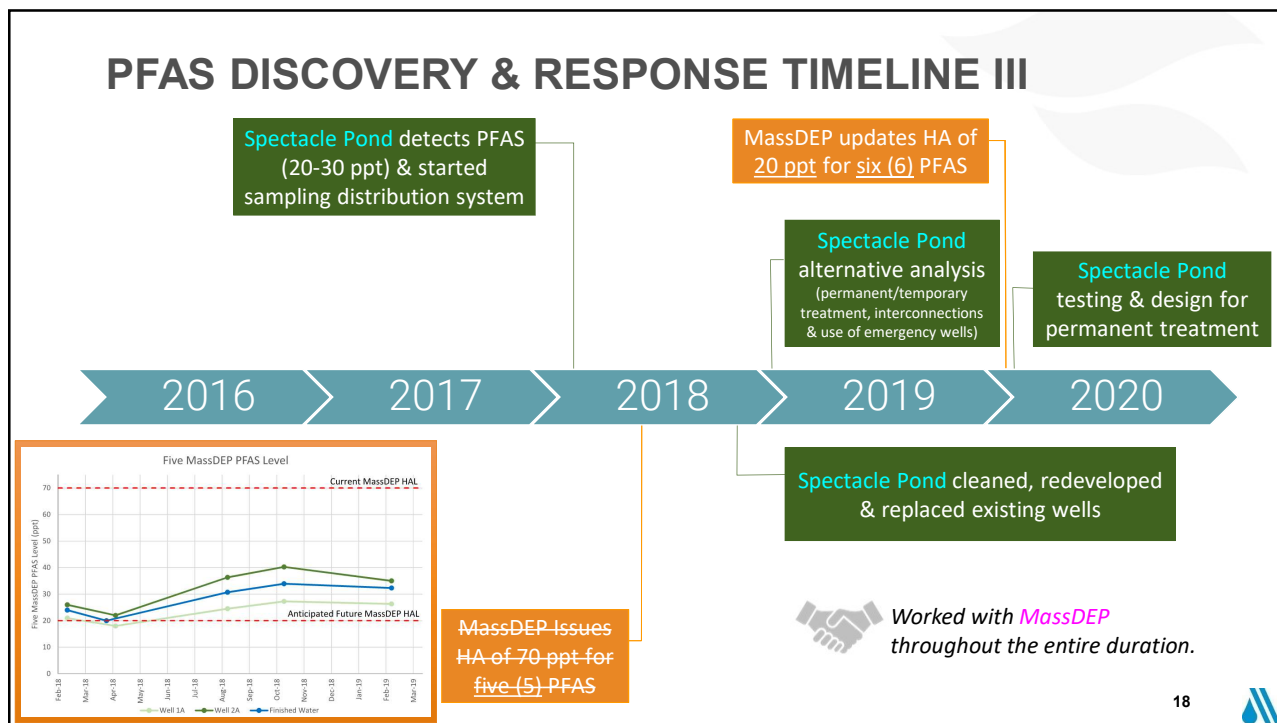 PFAS DISCOVERY & RESPONSE TIMELINE III
Spectacle Pond detects PFAS
(20-30 ppt) & started
sampling distribution system
MassDEP updates HA of
20 ppt for six (6) PFAS
Spectacle Pond
alternative analysis
(permanent/temporary
treatment, interconnections
& use of emergency wells)
Spectacle Pond
testing & design for
permanent treatment
2016
2017
2018
2019
2020
Five MassDEP PFAS Level
Five MassDEP PFAS Level (ppt)
70
60
50
40
30
20
10
0
Current MassDEP HAL
Anticipated Future MassDEP HAL
Feb-18
Mar-18
Apr-18
May-18
Jun-18
Jul-18
Aug-18
Sep-18
Oct-18
Nov-18
Dec-18
Jan-19
Feb-19
Mar-19
Well 1A
Well 2A
Finished Water
MassDEP Issues
HA of 70 ppt for
five (5) PFAS
Spectacle Pond cleaned, redeveloped
& replaced existing wells
Worked with MassDEP
throughout the entire duration.
18